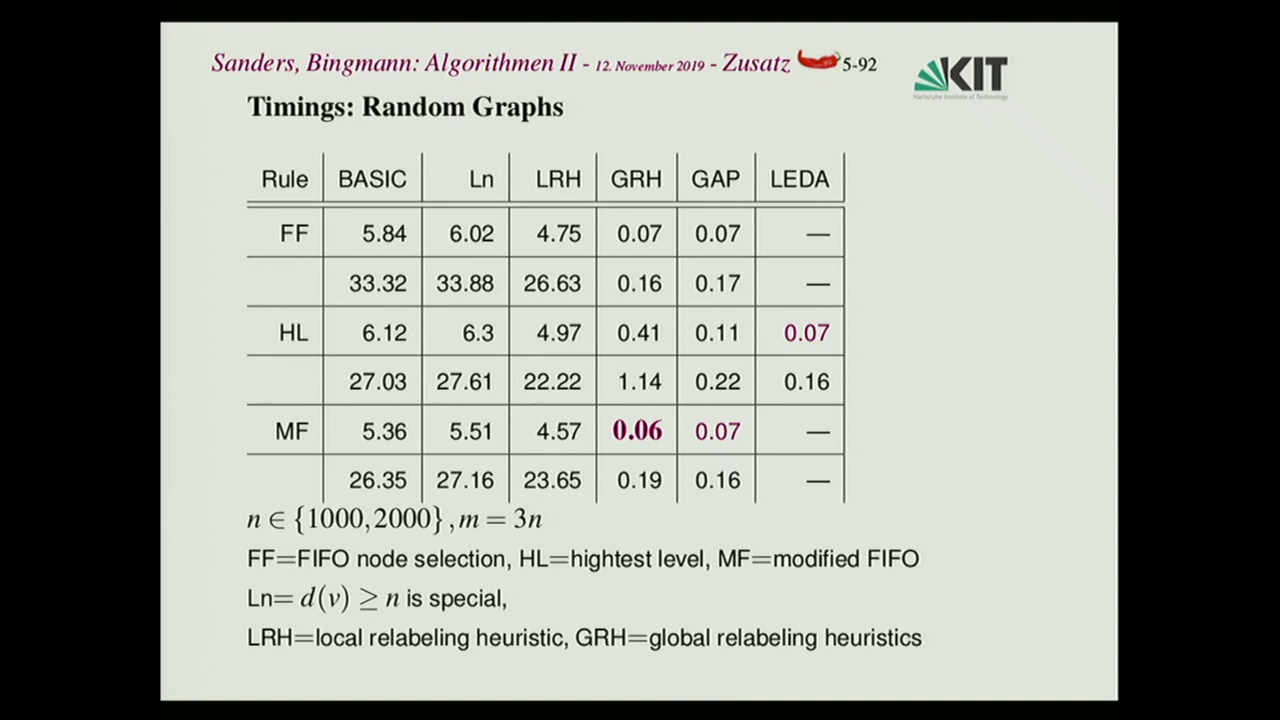 Sanders, Bingmann: Algorithmen II - 12. November 2019 - Zusatz 5-92
KIT
Karlsruhe Institute of Technology
Timings: Random Graphs
Rule BASIC Ln LRH GRH GAP LEDA
FF 5.84 6.02 4.75 0.07 0.07 —
33.32 33.88 26.63 0.16 0.17 —
HL 6.12 6.3 4.97 0.41 0.11 0.07
27.03 27.61 22.22 1.14 0.22 0.16
MF 5.36 5.51 4.57 0.06 0.07 —
26.35 27.16 23.65 0.19 0.16 —
n ∈ {1000, 2000}, m = 3n
FF=FIFO node selection, HL=hightest level, MF=modified FIFO
Ln= d(v) ≥ n is special,
LRH=local relabeling heuristic, GRH=global relabeling heuristics